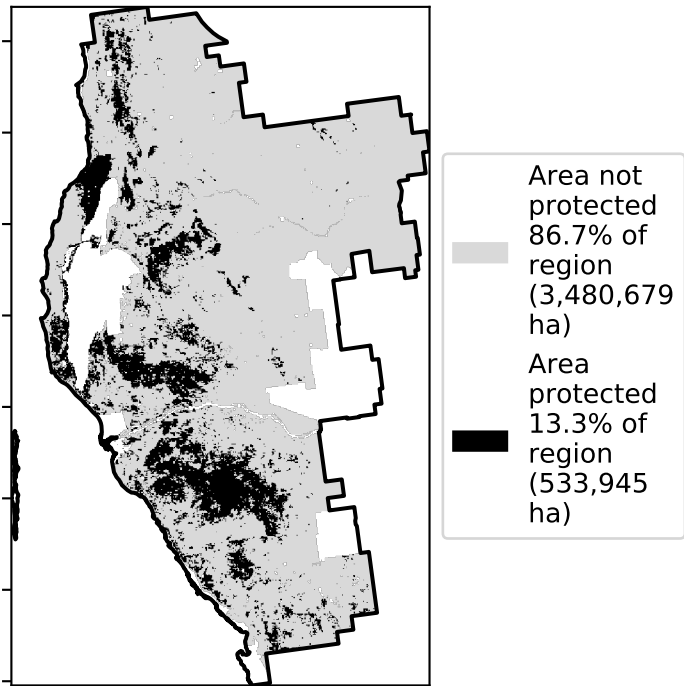 Area not
protected
86.7% of
region
(3,480,679
ha)
Area
protected
13.3% of
region
(533,945
ha)